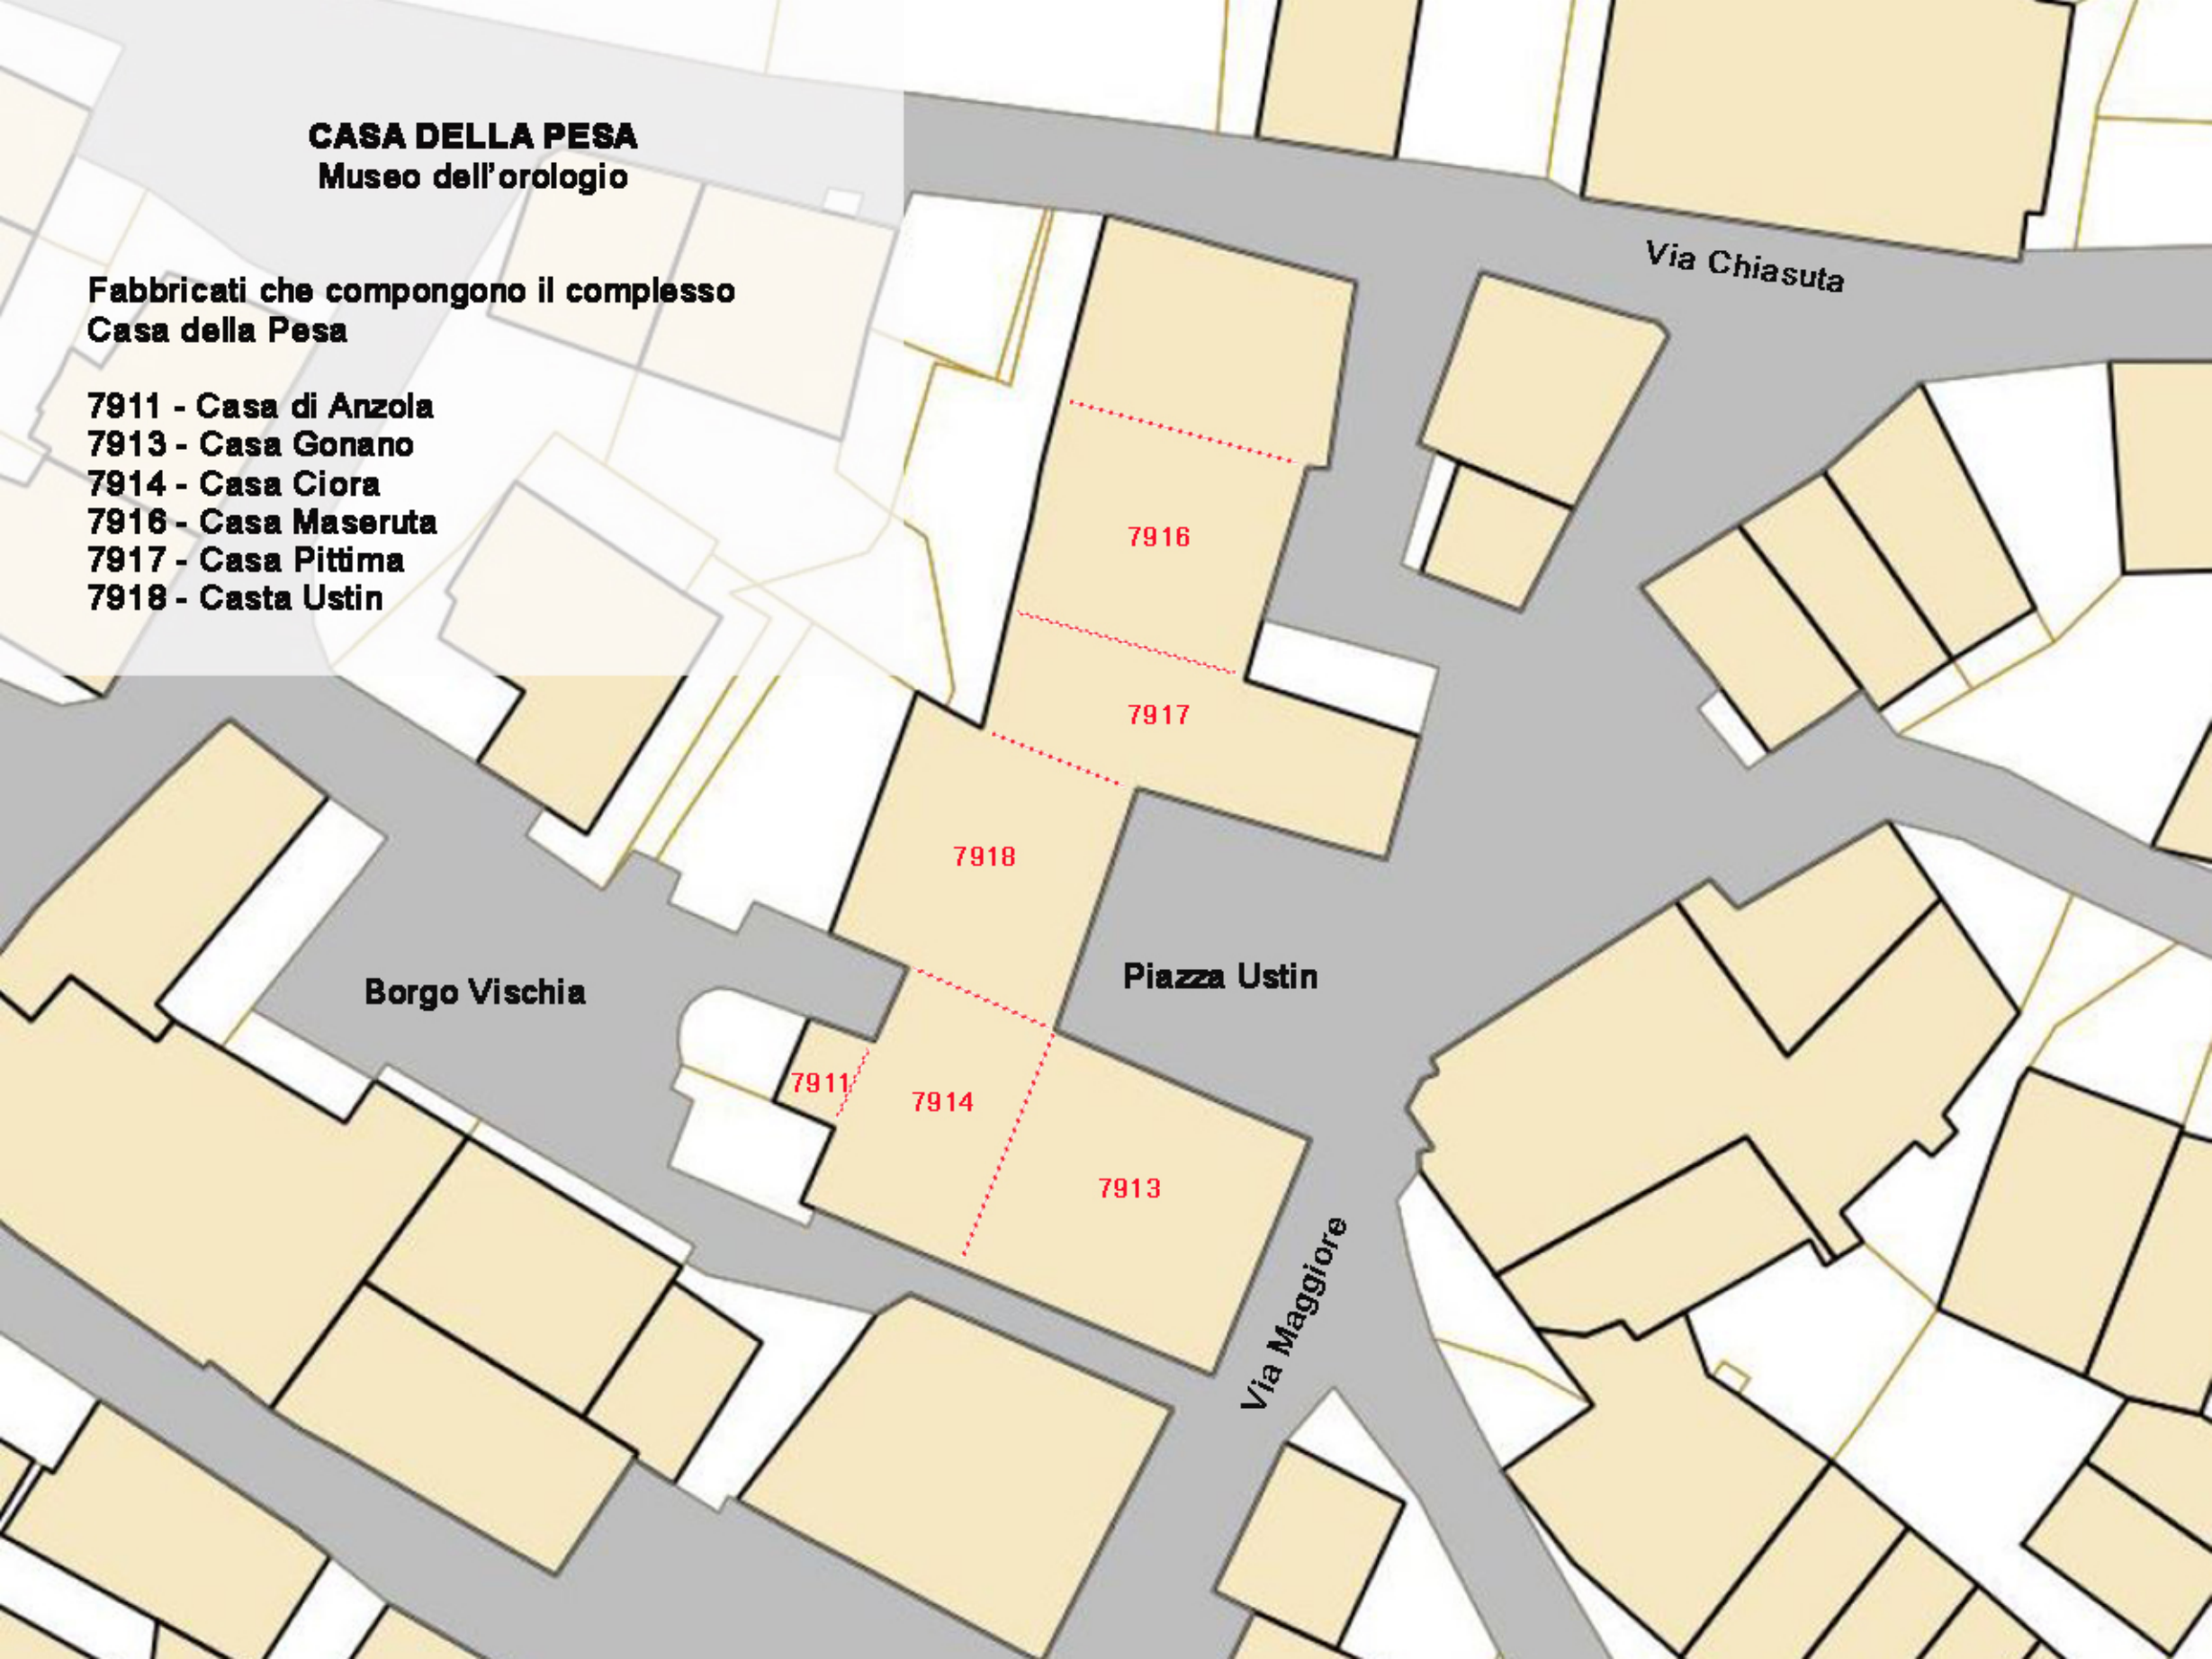 CASA DELLA PESA
Museo dell'orologio
Fabbricati che compongono il complesso
Casa della Pesa
7911 - Casa di Anzola
7913 - Casa Gonano
7914 - Casa Ciora
7916 - Casa Maseruta
7917 - Casa Pittima
7918 - Casta Ustin
Via Chiasuta
7916
7917
7918
Piazza Ustin
Borgo Vischia
7911
7914
7913
Via Maggiore